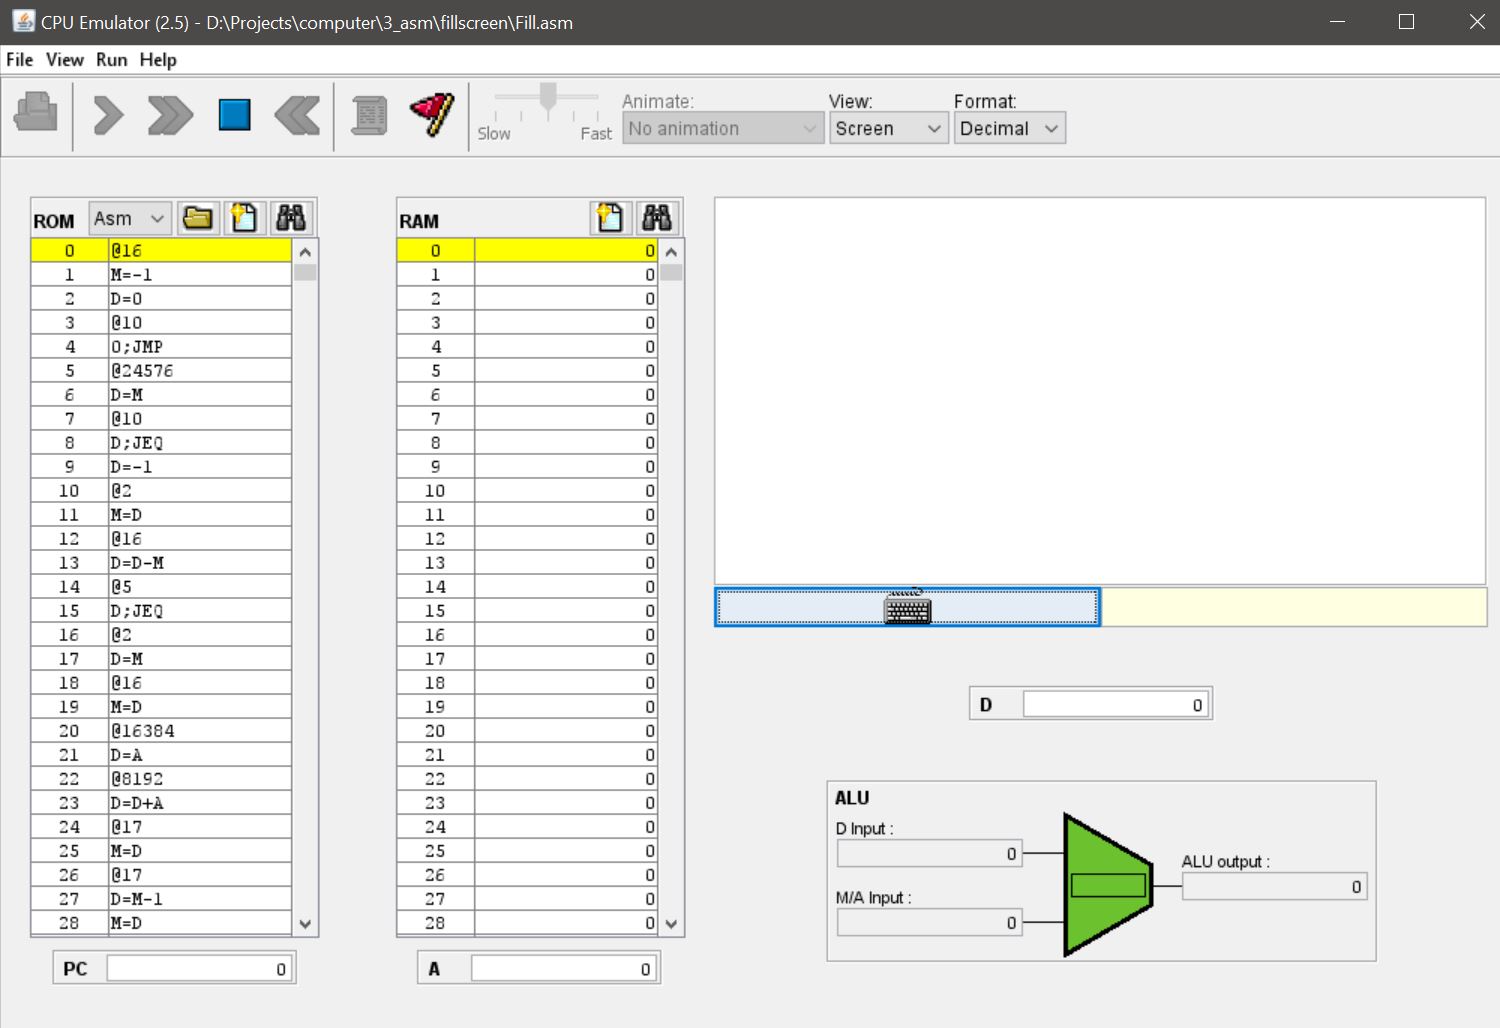 CPU Emulator (2.5) - D:\Projects\computer\3_asm\fillscreen\Fill.asm
File View Run Help
Slow Fast
Animate:
No animation
View:
Screen
Format:
Decimal
ROM Asm
0 @16
1 M=-1
2 D=0
3 @10
4 0;JMP
5 @24576
6 D=M
7 @10
8 D;JEQ
9 D=-1
10 @2
11 M=D
12 @16
13 D=D-M
14 @5
15 D;JEQ
16 @2
17 D=M
18 @16
19 M=D
20 @16384
21 D=A
22 @8192
23 D=D+A
24 @17
25 M=D
26 @17
27 D=M-1
28 M=D
PC 0
RAM
0 0
1 0
2 0
3 0
4 0
5 0
6 0
7 0
8 0
9 0
10 0
11 0
12 0
13 0
14 0
15 0
16 0
17 0
18 0
19 0
20 0
21 0
22 0
23 0
24 0
25 0
26 0
27 0
28 0
A 0
D 0
ALU
D Input :
0
M/A Input :
0
ALU output :
0